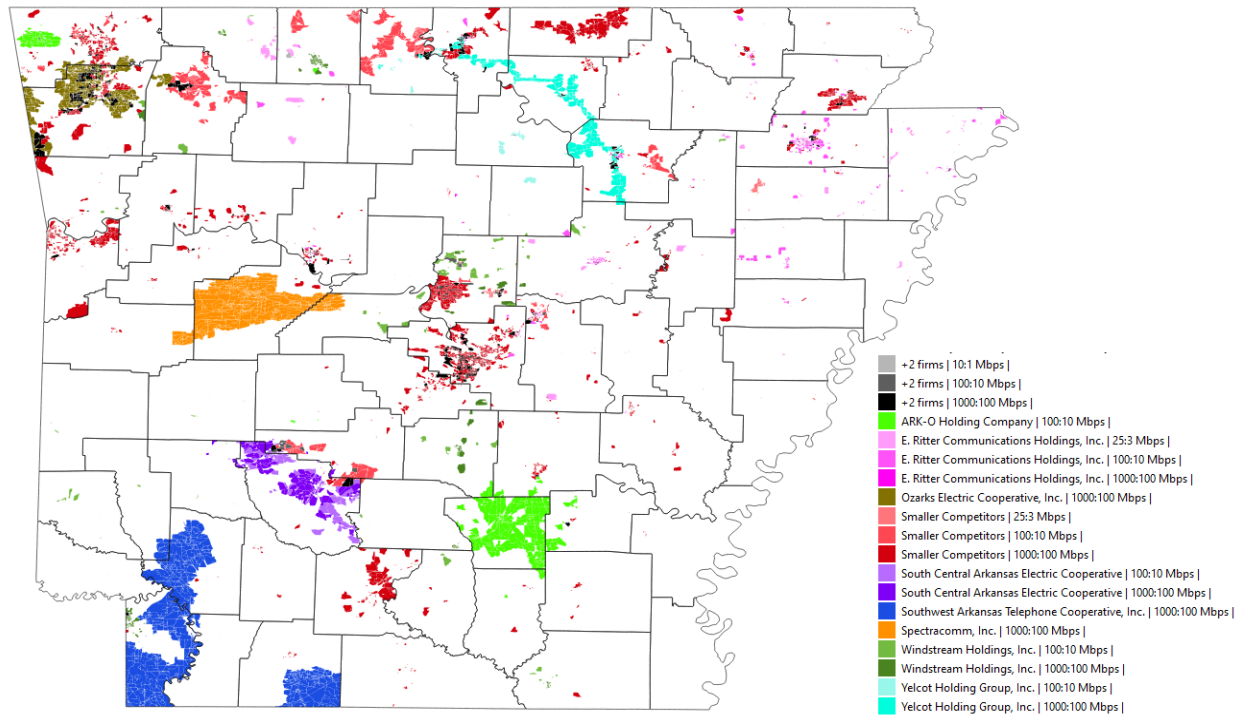 +2 firms | 10:1 Mbps |
+2 firms | 100:10 Mbps |
+2 firms | 1000:100 Mbps |
ARK-O Holding Company | 100:10 Mbps |
E. Ritter Communications Holdings, Inc. | 25:3 Mbps |
E. Ritter Communications Holdings, Inc. | 100:10 Mbps |
E. Ritter Communications Holdings, Inc. | 1000:100 Mbps |
Ozarks Electric Cooperative, Inc. | 1000:100 Mbps |
Smaller Competitors | 25:3 Mbps |
Smaller Competitors | 100:10 Mbps |
Smaller Competitors | 1000:100 Mbps |
South Central Arkansas Electric Cooperative | 100:10 Mbps |
South Central Arkansas Electric Cooperative | 1000:100 Mbps |
Southwest Arkansas Telephone Cooperative, Inc. | 1000:100 Mbps |
Spectracomm, Inc. | 1000:100 Mbps |
Windstream Holdings, Inc. | 100:10 Mbps |
Windstream Holdings, Inc. | 1000:100 Mbps |
Yelcot Holding Group, Inc. | 100:10 Mbps |
Yelcot Holding Group, Inc. | 1000:100 Mbps |